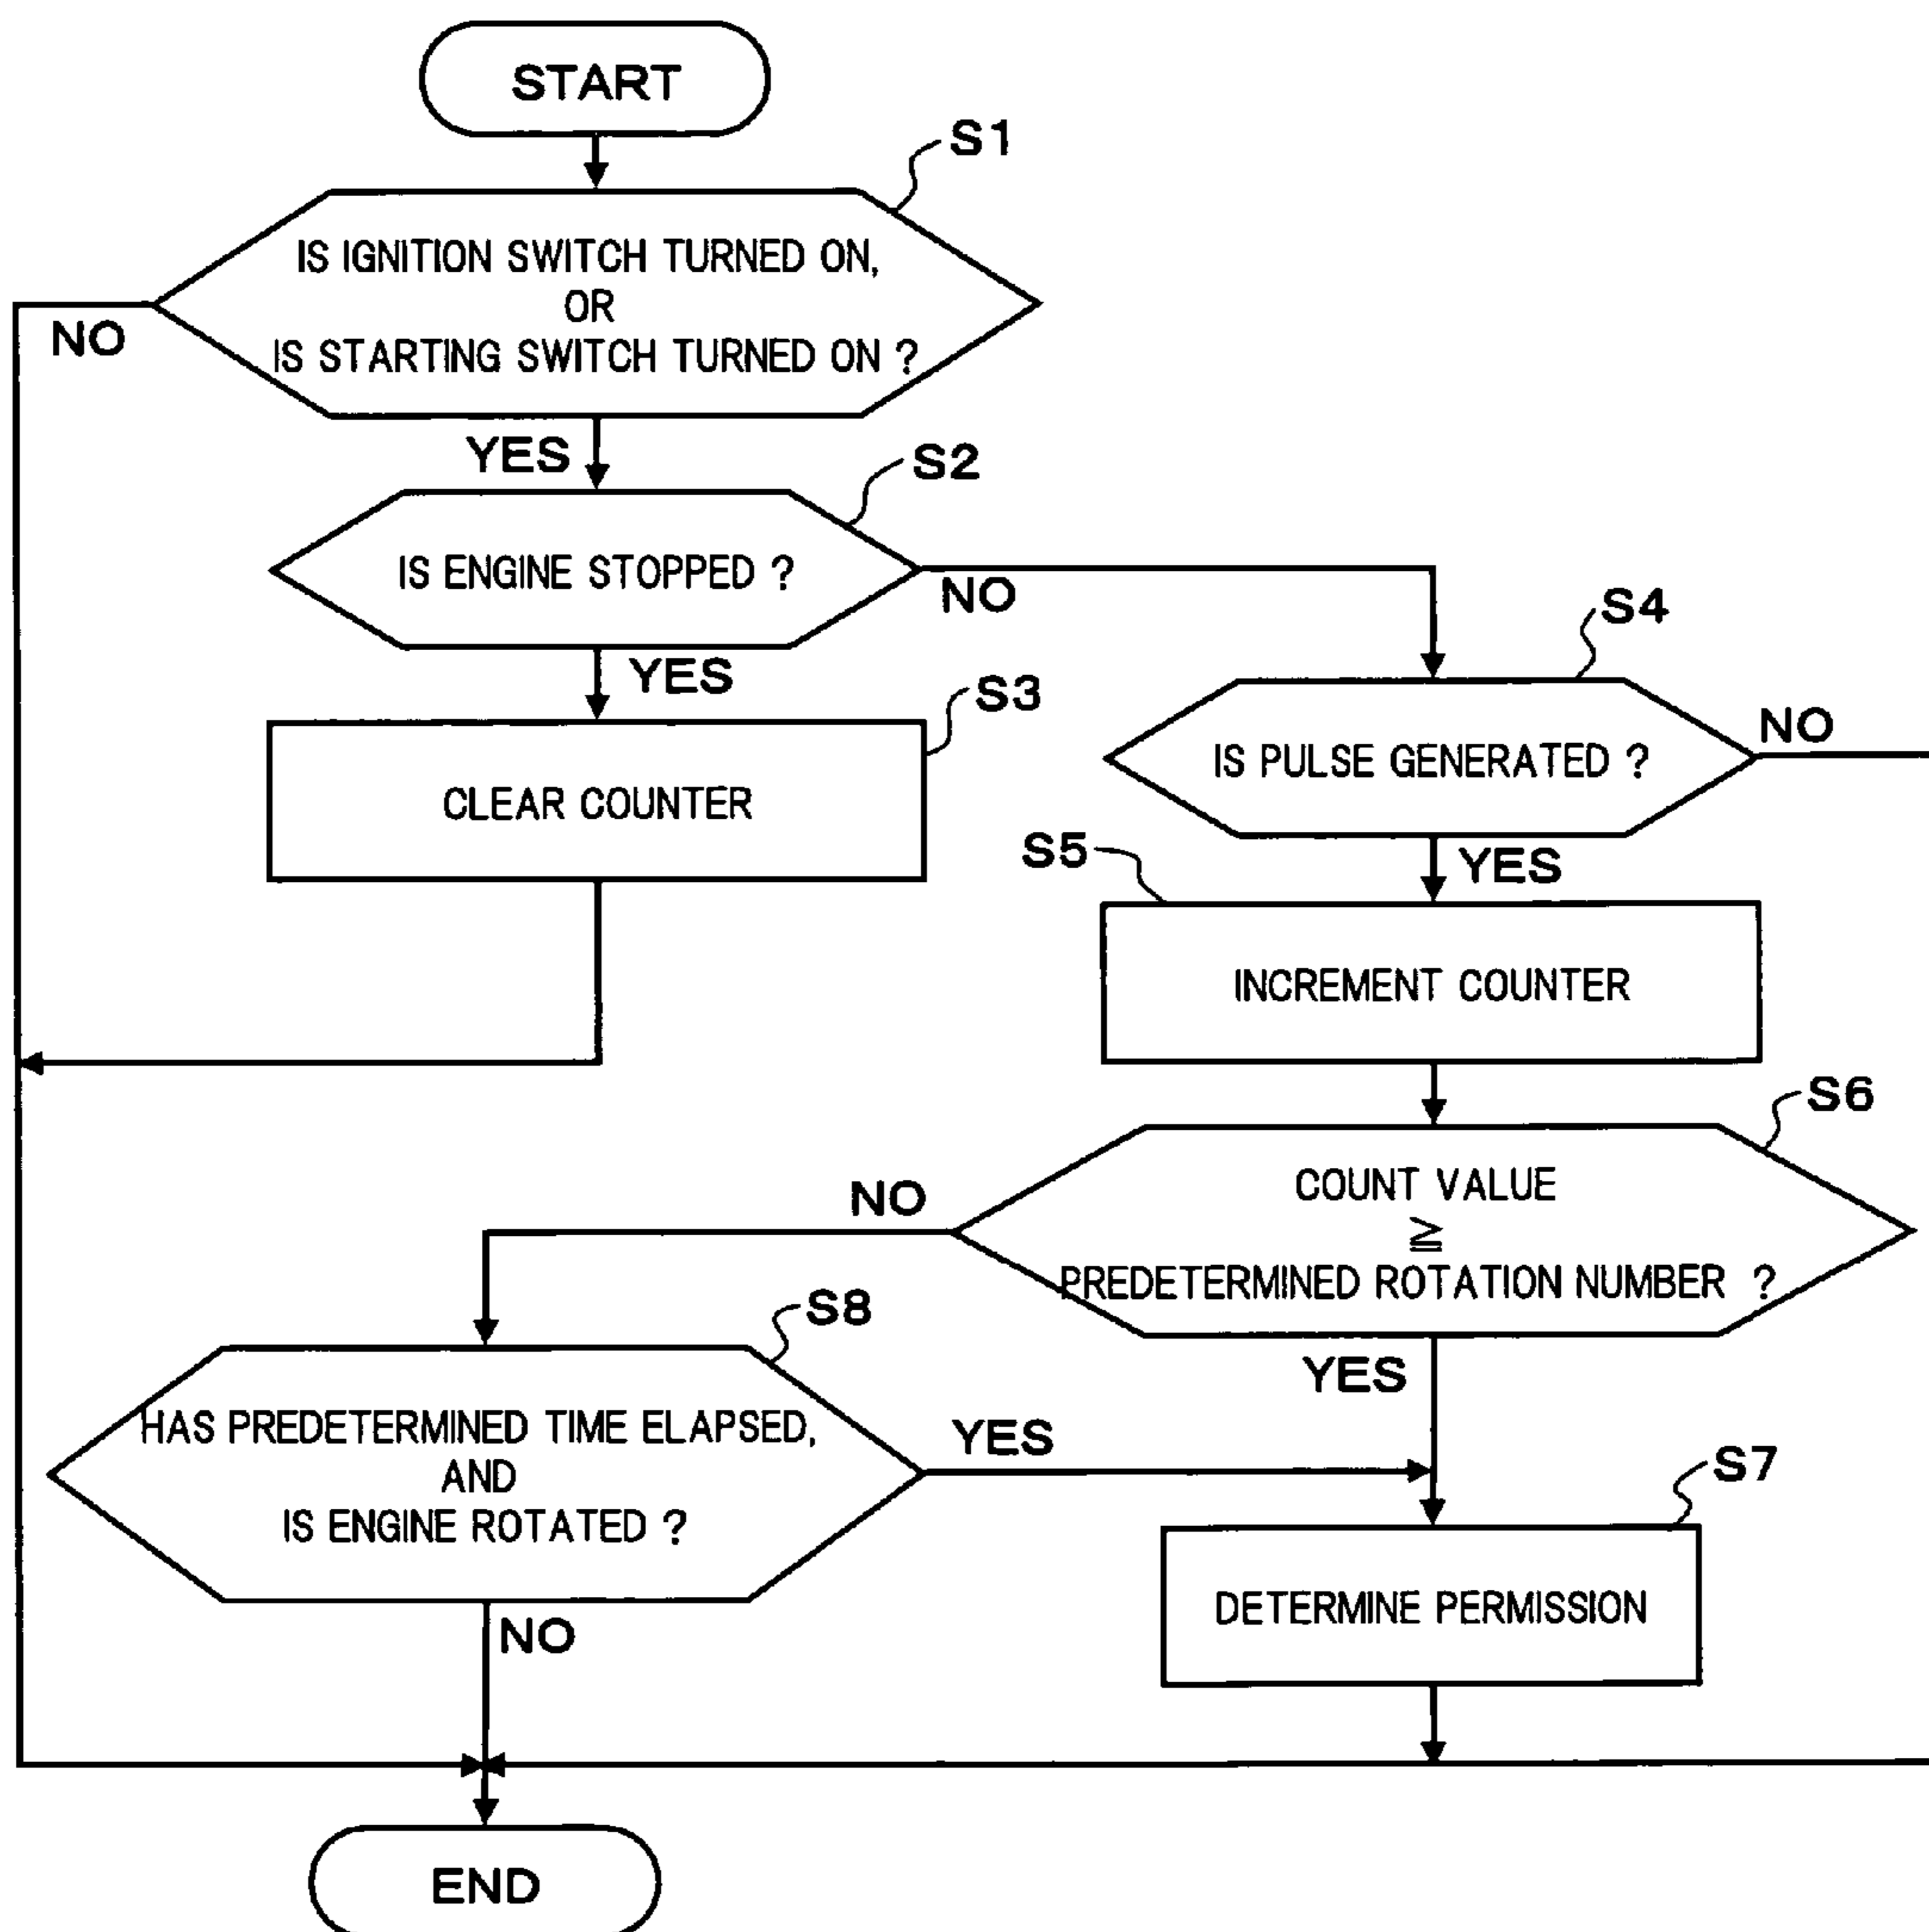 START
S1
IS IGNITION SWITCH TURNED ON,
OR
IS STARTING SWITCH TURNED ON ?
NO
YES
S2
IS ENGINE STOPPED ?
NO
YES
S3
CLEAR COUNTER
S4
IS PULSE GENERATED ?
NO
YES
S5
INCREMENT COUNTER
S6
COUNT VALUE
≧
PREDETERMINED ROTATION NUMBER ?
NO
YES
S8
HAS PREDETERMINED TIME ELAPSED,
AND
IS ENGINE ROTATED ?
YES
NO
S7
DETERMINE PERMISSION
END